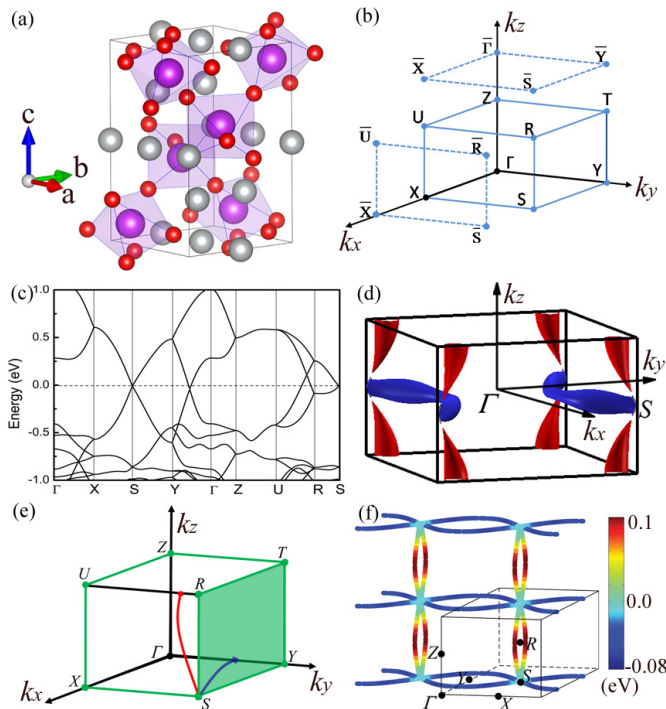 (a)
c
b
a
(b)
kz
Γ̄
X̄
S̄
Ȳ
Z
T
U
R
Ū
R̄
Γ
X
Y
S
ky
X̄
S̄
kx
(c)
1.0
0.5
0.0
-0.5
-1.0
Energy (eV)
Γ X S Y Γ Z U R S
(d)
kz
ky
Γ
S
kx
(e)
kz
Z
T
U
R
Γ
Y
X
S
kx
ky
(f)
0.1
0.0
-0.08
(eV)
R
Z
Y
S
Γ
X